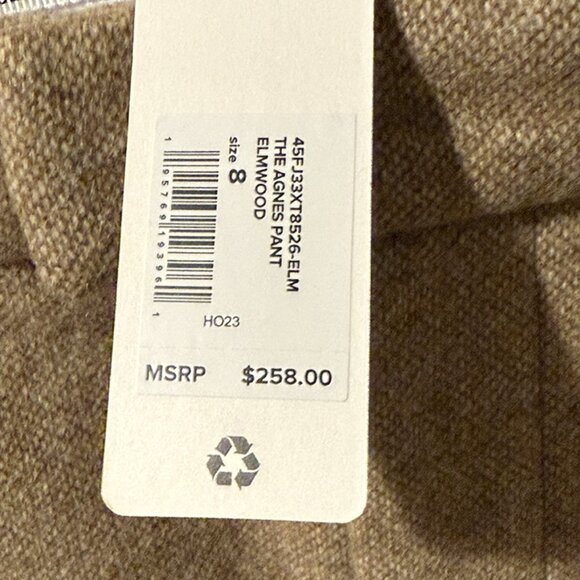 45FJ33XT8526-ELM
THE AGNES PANT
ELMWOOD
size 8
1 95769 19396 1
HO23
MSRP $258.00